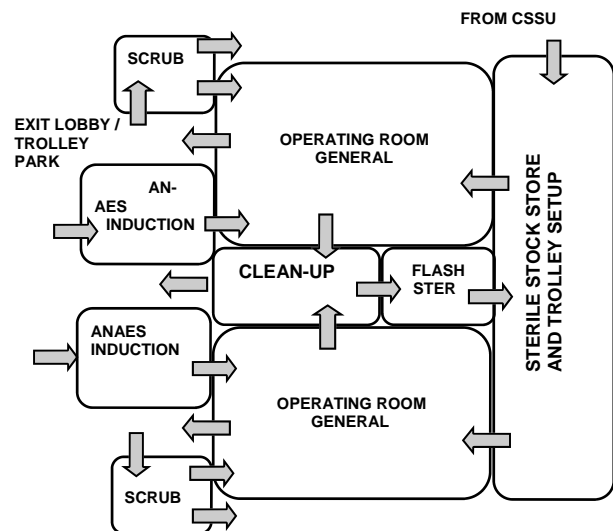 FROM CSSU
SCRUB
EXIT LOBBY /
TROLLEY
PARK
OPERATING ROOM
GENERAL
AN-
AES
INDUCTION
CLEAN-UP
FLASH
STER
STERILE STOCK STORE
AND TROLLEY SETUP
ANAES
INDUCTION
OPERATING ROOM
GENERAL
SCRUB